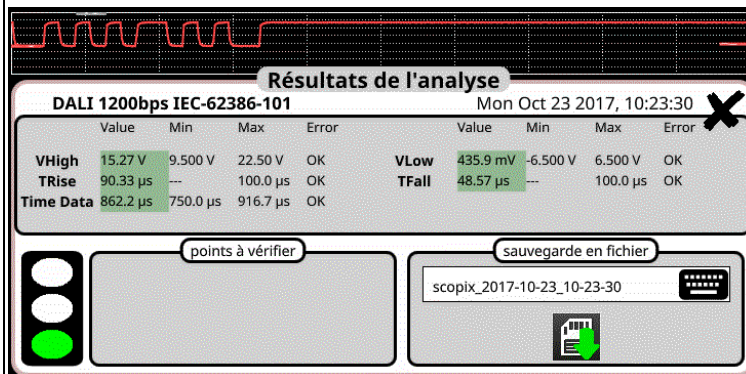 Résultats de l'analyse
DALI 1200bps IEC-62386-101 Mon Oct 23 2017, 10:23:30
Value Min Max Error Value Min Max Error
VHigh 15.27 V 9.500 V 22.50 V OK VLow 435.9 mV -6.500 V 6.500 V OK
TRise 90.33 µs --- 100.0 µs OK TFall 48.57 µs --- 100.0 µs OK
Time Data 862.2 µs 750.0 µs 916.7 µs OK
points à vérifier sauvegarde en fichier
scopix_2017-10-23_10-23-30